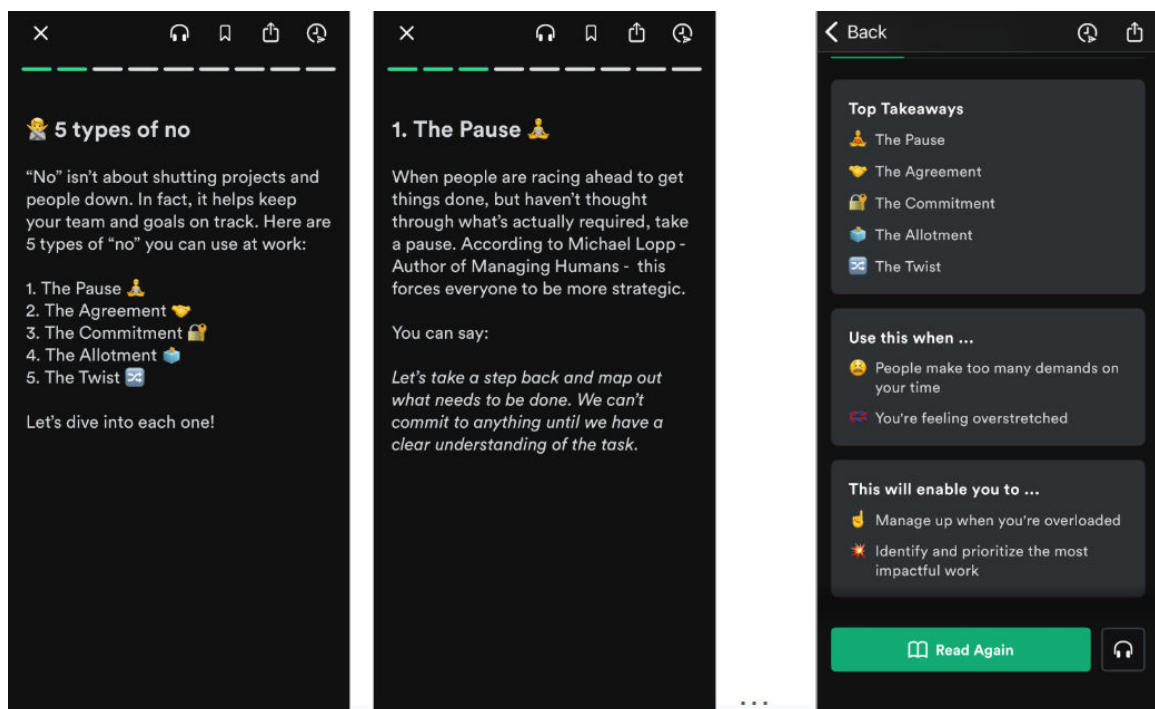 🙅 5 types of no
“No” isn’t about shutting projects and
people down. In fact, it helps keep
your team and goals on track. Here are
5 types of “no” you can use at work:
1. The Pause 🧘
2. The Agreement 🤝
3. The Commitment 🔐
4. The Allotment 🗳️
5. The Twist 🔀
Let’s dive into each one!
1. The Pause 🧘
When people are racing ahead to get
things done, but haven’t thought
through what’s actually required, take
a pause. According to Michael Lopp -
Author of Managing Humans - this
forces everyone to be more strategic.
You can say:
Let’s take a step back and map out
what needs to be done. We can’t
commit to anything until we have a
clear understanding of the task.
...
Back
Top Takeaways
🧘 The Pause
🤝 The Agreement
🔐 The Commitment
🗳️ The Allotment
🔀 The Twist
Use this when ...
😫 People make too many demands on
your time
🪢 You're feeling overstretched
This will enable you to ...
☝️ Manage up when you're overloaded
💥 Identify and prioritize the most
impactful work
Read Again